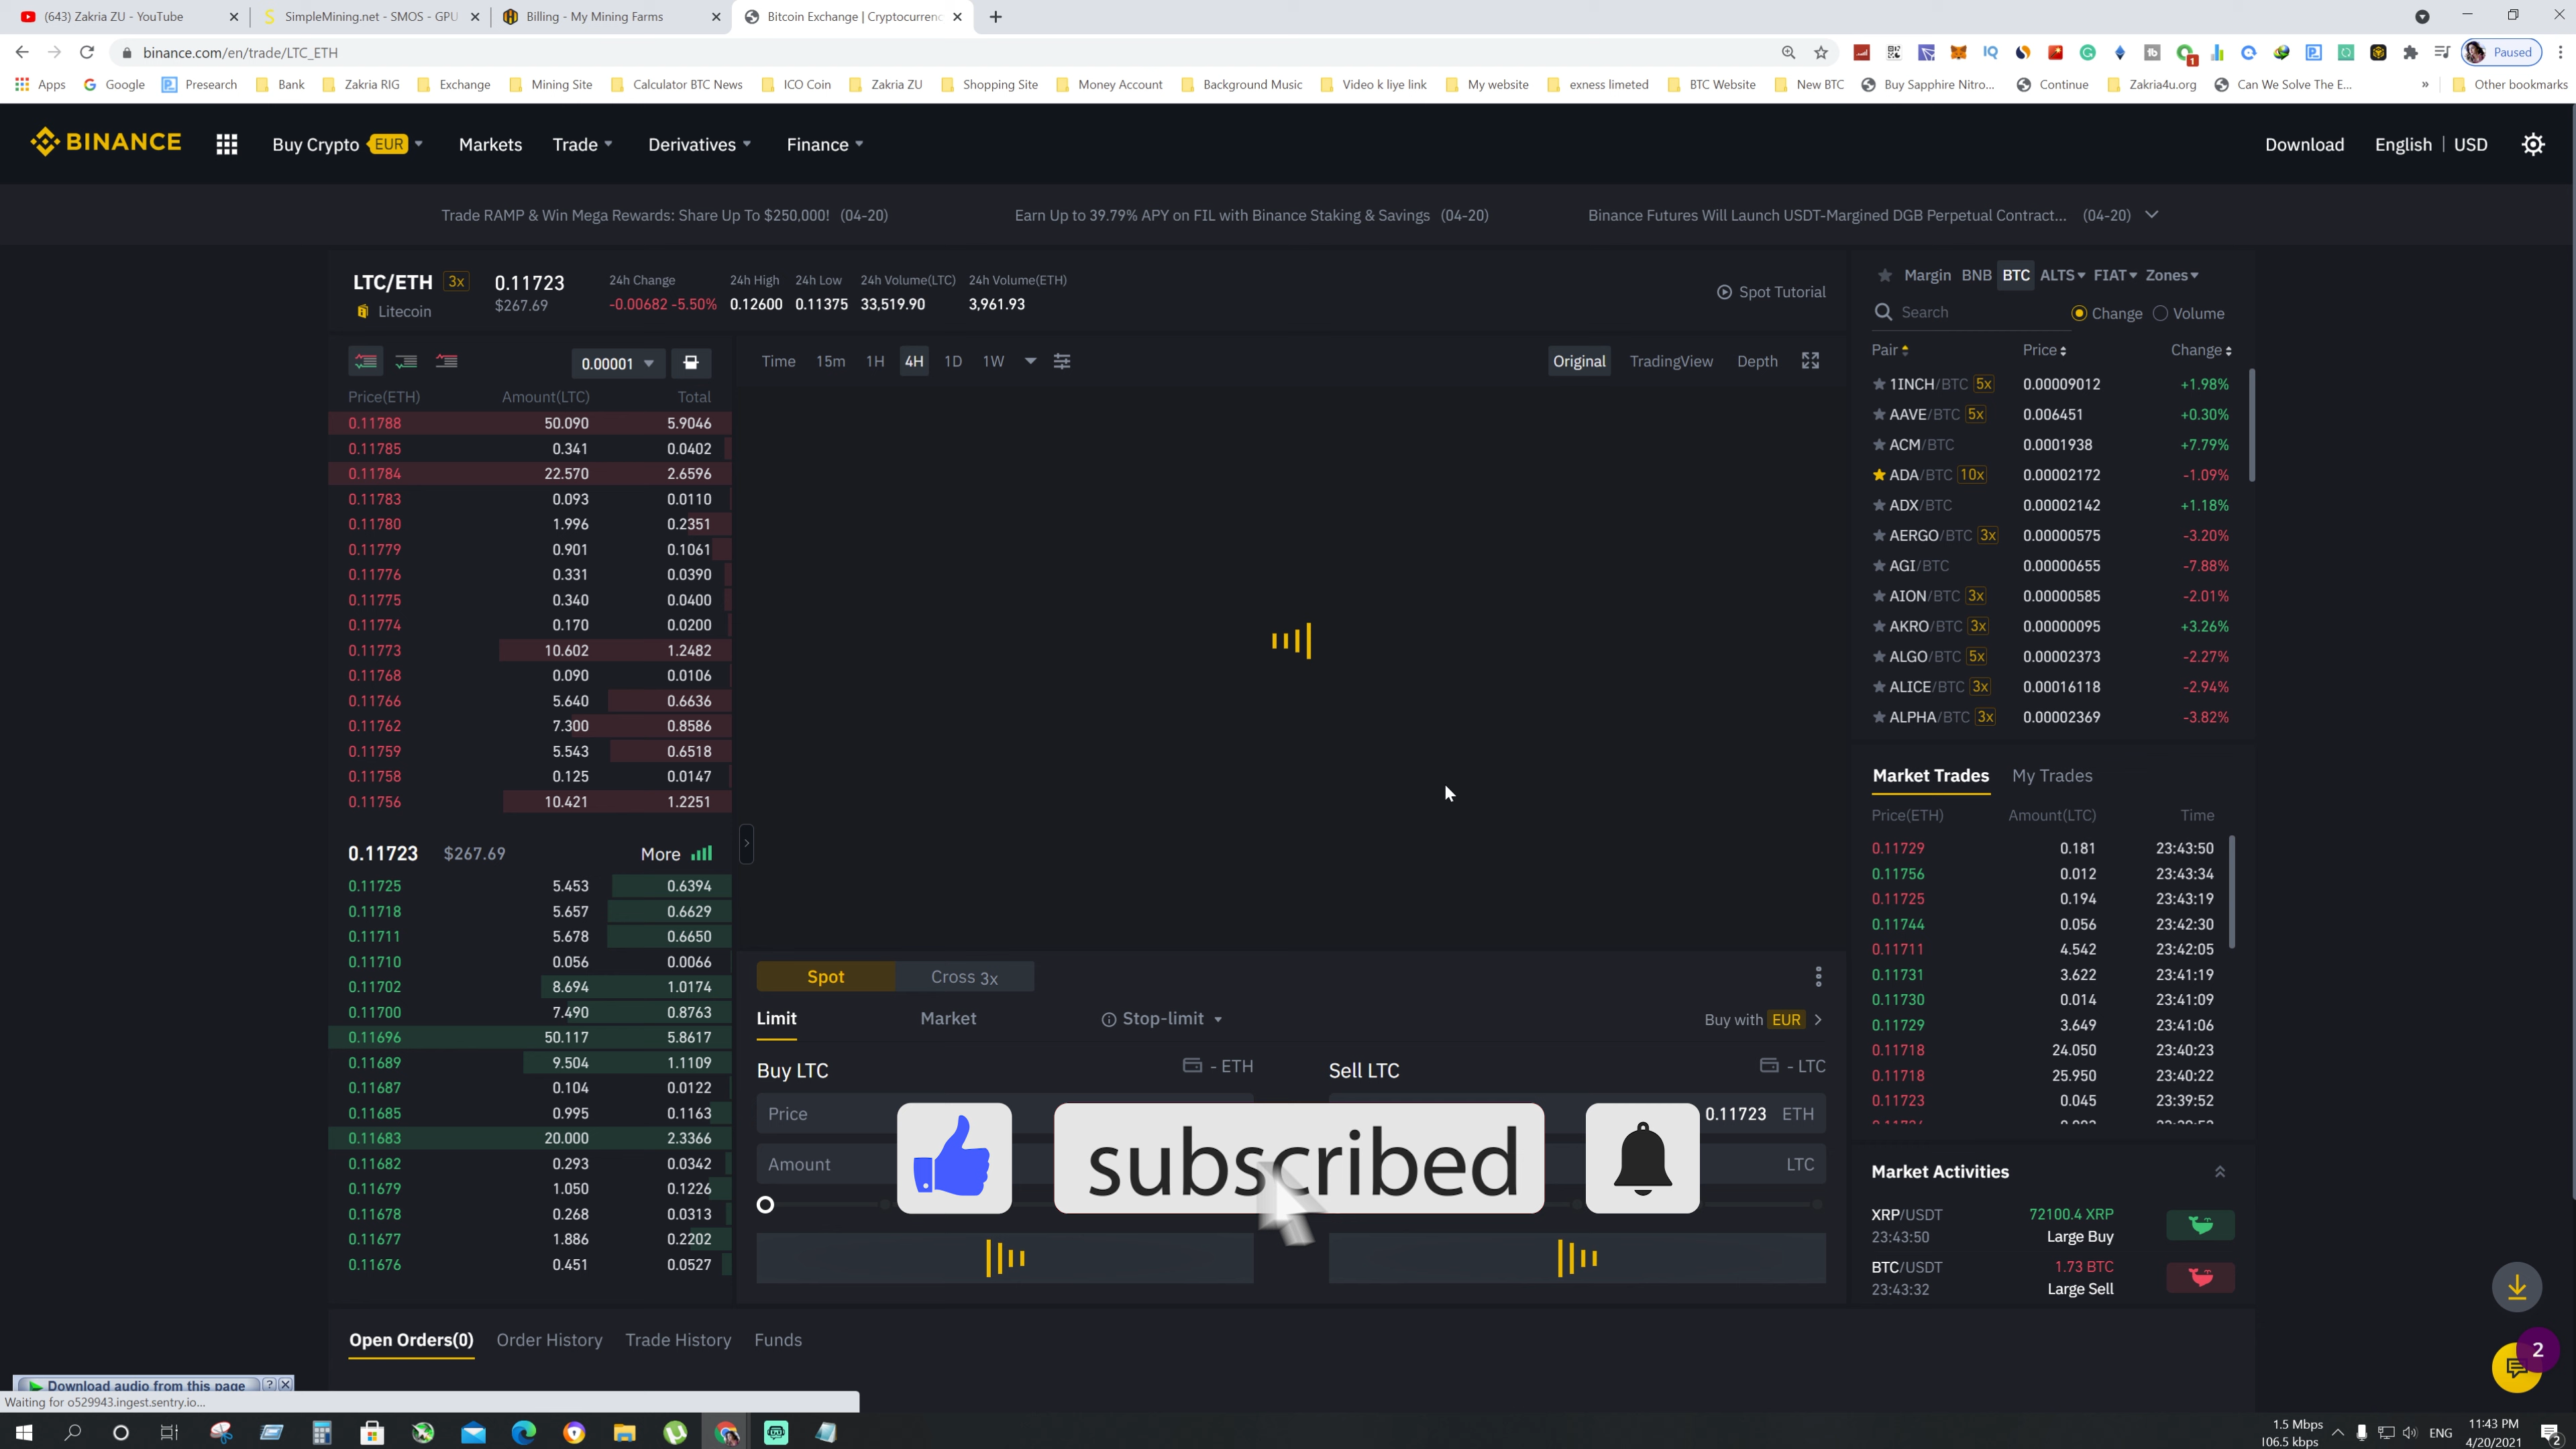 (643) Zakria ZU - YouTube
SimpleMining.net - SMOS - GPU
Billing - My Mining Farms
Bitcoin Exchange | Cryptocurrenc
binance.com/en/trade/LTC_ETH
Paused
Apps Google Presearch Bank Zakria RIG Exchange Mining Site Calculator BTC News ICO Coin Zakria ZU Shopping Site Money Account Background Music Video k liye link My website exness limeted BTC Website New BTC Buy Sapphire Nitro... Continue Zakria4u.org Can We Solve The E... » Other bookmarks
BINANCE Buy Crypto EUR Markets Trade Derivatives Finance Download English | USD
Trade RAMP & Win Mega Rewards: Share Up To $250,000! (04-20)
Earn Up to 39.79% APY on FIL with Binance Staking & Savings (04-20)
Binance Futures Will Launch USDT-Margined DGB Perpetual Contract... (04-20)
LTC/ETH 3x 0.11723 24h Change 24h High 24h Low 24h Volume(LTC) 24h Volume(ETH)
Litecoin $267.69 -0.00682 -5.50% 0.12600 0.11375 33,519.90 3,961.93
Spot Tutorial
0.00001
Price(ETH) Amount(LTC) Total
0.11788 50.090 5.9046
0.11785 0.341 0.0402
0.11784 22.570 2.6596
0.11783 0.093 0.0110
0.11780 1.996 0.2351
0.11779 0.901 0.1061
0.11776 0.331 0.0390
0.11775 0.340 0.0400
0.11774 0.170 0.0200
0.11773 10.602 1.2482
0.11768 0.090 0.0106
0.11766 5.640 0.6636
0.11762 7.300 0.8586
0.11759 5.543 0.6518
0.11758 0.125 0.0147
0.11756 10.421 1.2251
0.11723 $267.69 More
0.11725 5.453 0.6394
0.11718 5.657 0.6629
0.11711 5.678 0.6650
0.11710 0.056 0.0066
0.11702 8.694 1.0174
0.11700 7.490 0.8763
0.11696 50.117 5.8617
0.11689 9.504 1.1109
0.11687 0.104 0.0122
0.11685 0.995 0.1163
0.11683 20.000 2.3366
0.11682 0.293 0.0342
0.11679 1.050 0.1226
0.11678 0.268 0.0313
0.11677 1.886 0.2202
0.11676 0.451 0.0527
Time 15m 1H 4H 1D 1W Original TradingView Depth
Spot Cross 3x
Limit Market Stop-limit Buy with EUR
Buy LTC - ETH Sell LTC - LTC
Price 0.11723 ETH
Amount LTC
subscribed
Margin BNB BTC ALTS FIAT Zones
Search Change Volume
Pair Price Change
1INCH/BTC 5x 0.00009012 +1.98%
AAVE/BTC 5x 0.006451 +0.30%
ACM/BTC 0.0001938 +7.79%
ADA/BTC 10x 0.00002172 -1.09%
ADX/BTC 0.00002142 +1.18%
AERGO/BTC 3x 0.00000575 -3.20%
AGI/BTC 0.00000655 -7.88%
AION/BTC 3x 0.00000585 -2.01%
AKRO/BTC 3x 0.00000095 +3.26%
ALGO/BTC 5x 0.00002373 -2.27%
ALICE/BTC 3x 0.00016118 -2.94%
ALPHA/BTC 3x 0.00002369 -3.82%
Market Trades My Trades
Price(ETH) Amount(LTC) Time
0.11729 0.181 23:43:50
0.11756 0.012 23:43:34
0.11725 0.194 23:43:19
0.11744 0.056 23:42:30
0.11711 4.542 23:42:05
0.11731 3.622 23:41:19
0.11730 0.014 23:41:09
0.11729 3.649 23:41:06
0.11718 24.050 23:40:23
0.11718 25.950 23:40:22
0.11723 0.045 23:39:52
Market Activities
XRP/USDT 72100.4 XRP
23:43:50 Large Buy
BTC/USDT 1.73 BTC
23:43:32 Large Sell
Open Orders(0) Order History Trade History Funds
2
Download audio from this page ? X
Waiting for o529943.ingest.sentry.io...
1.5 Mbps
106.5 kbps
ENG
11:43 PM
4/20/2021
2